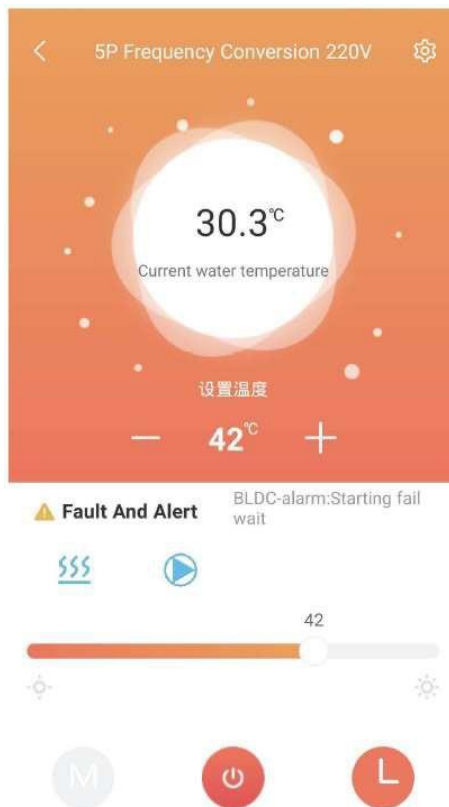 5P Frequency Conversion 220V
30.3℃
Current water temperature
设置温度
42℃
Fault And Alert
BLDC-alarm:Starting fail
wait
42
M